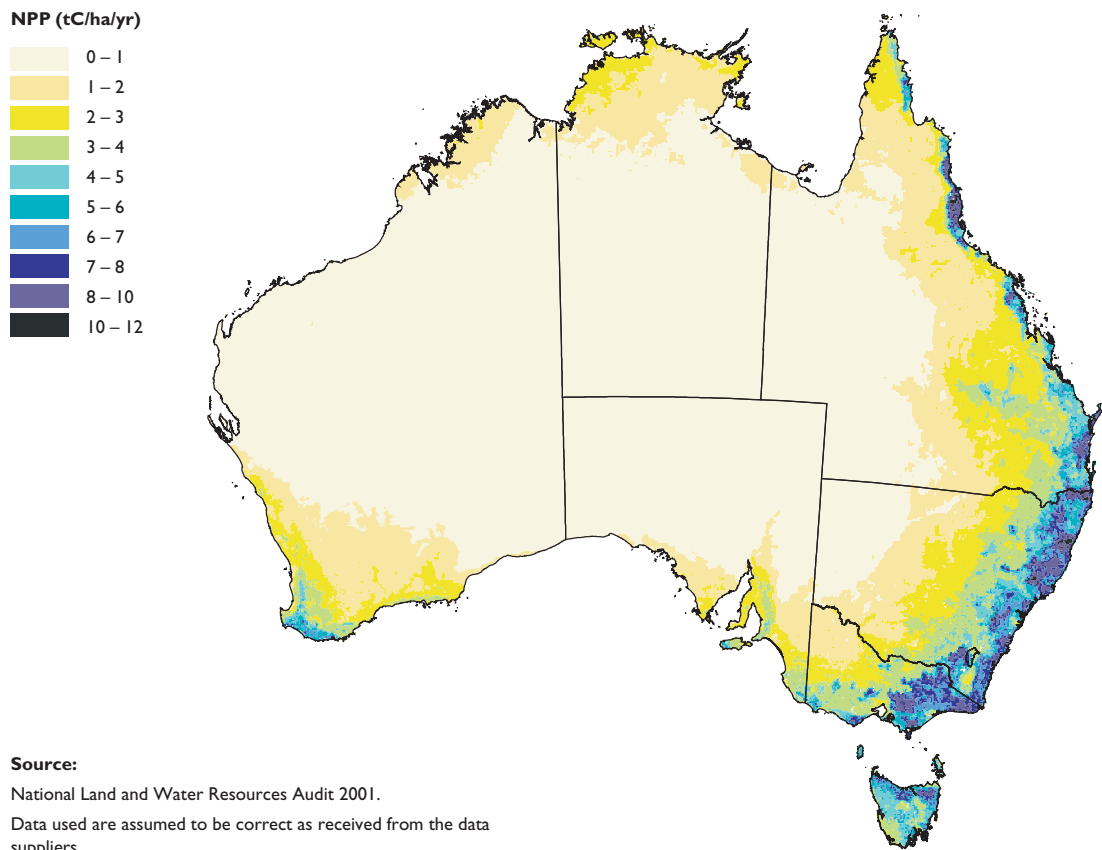 NPP (tC/ha/yr)
0 – 1
1 – 2
2 – 3
3 – 4
4 – 5
5 – 6
6 – 7
7 – 8
8 – 10
10 – 12
Source:
National Land and Water Resources Audit 2001.
Data used are assumed to be correct as received from the data
suppliers